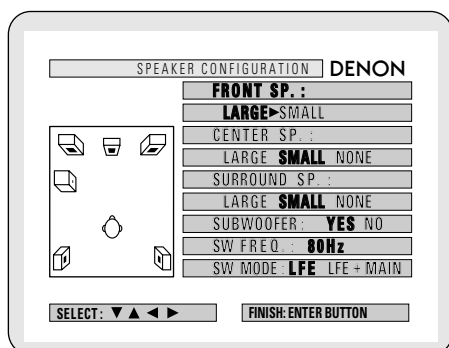 SPEAKER CONFIGURATION DENON
FRONT SP. :
LARGE►SMALL
CENTER SP. :
LARGE SMALL NONE
SURROUND SP. :
LARGE SMALL NONE
SUBWOOFER: YES NO
SW FREQ. : 80Hz
SW MODE:LFE LFE + MAIN
SELECT: ▼ ▲ ◄ ► FINISH: ENTER BUTTON